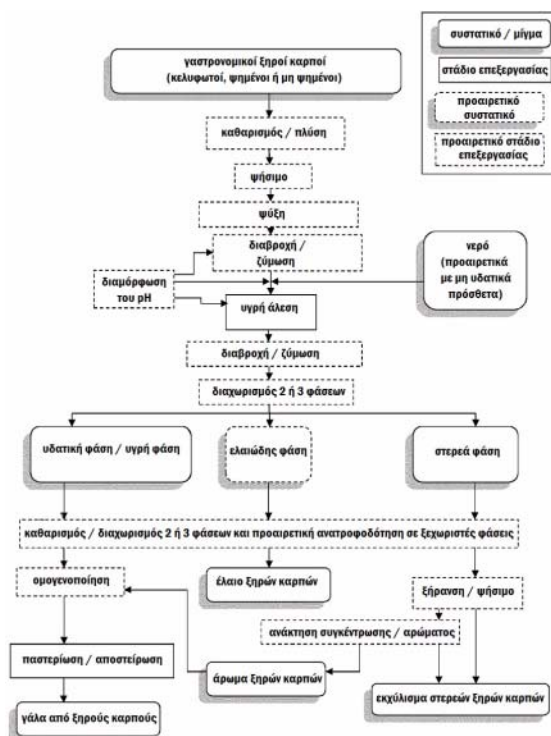 γαστρονομικοί ξηροί καρποί
(κελυφωτοί, ψημένοι ή μη ψημένοι)
συστατικό / μίγμα
στάδιο επεξεργασίας
προαιρετικό
συστατικό
προαιρετικό στάδιο
επεξεργασίας
καθαρισμός / πλύση
ψήσιμο
ψύξη
διαβροχή /
ζύμωση
διαμόρφωση
του pH
νερό
(προαιρετικά
με μη υδατικά
πρόσθετα)
υγρή άλεση
διαβροχή / ζύμωση
διαχωρισμός 2 ή 3 φάσεων
υδατική φάση / υγρή φάση
ελαιώδης φάση
στερεά φάση
καθαρισμός / διαχωρισμός 2 ή 3 φάσεων και προαιρετική ανατροφοδότηση σε ξεχωριστές φάσεις
ομογενοποίηση
έλαιο ξηρών καρπών
ξήρανση / ψήσιμο
ανάκτηση συγκέντρωσης / αρώματος
παστερίωση / αποστείρωση
άρωμα ξηρών καρπών
γάλα από ξηρούς καρπούς
εκχύλισμα στερεών ξηρών καρπών